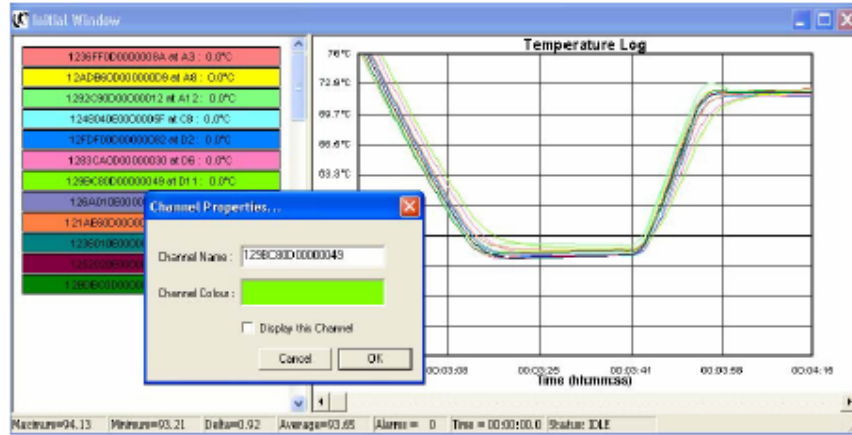 Initial Window
1236FF0D0000008A at A3 : 0.0°C
12ADB60D000000D9 at A8 : 0.0°C
1292C90D00000012 at A12 : 0.0°C
1248040E0000006F at C8 : 0.0°C
12FDF00D00000082 at D2 : 0.0°C
1283CA0D00000030 at D6 : 0.0°C
129BC80D00000049 at D11 : 0.0°C
Temperature Log
76°C
72.9°C
69.7°C
66.6°C
63.3°C
Channel Properties...
Channel Name : 129BC80D00000049
Channel Colour :
Display this Channel
Cancel OK
00:03:08 00:03:25 00:03:41 00:03:58 00:04:15
Time (hh:mm:ss)
Maximum=94.13 Minimum=93.21 Delta=0.92 Average=93.65 Alarms = 0 Time = 00:00:00.0 Status: IDLE